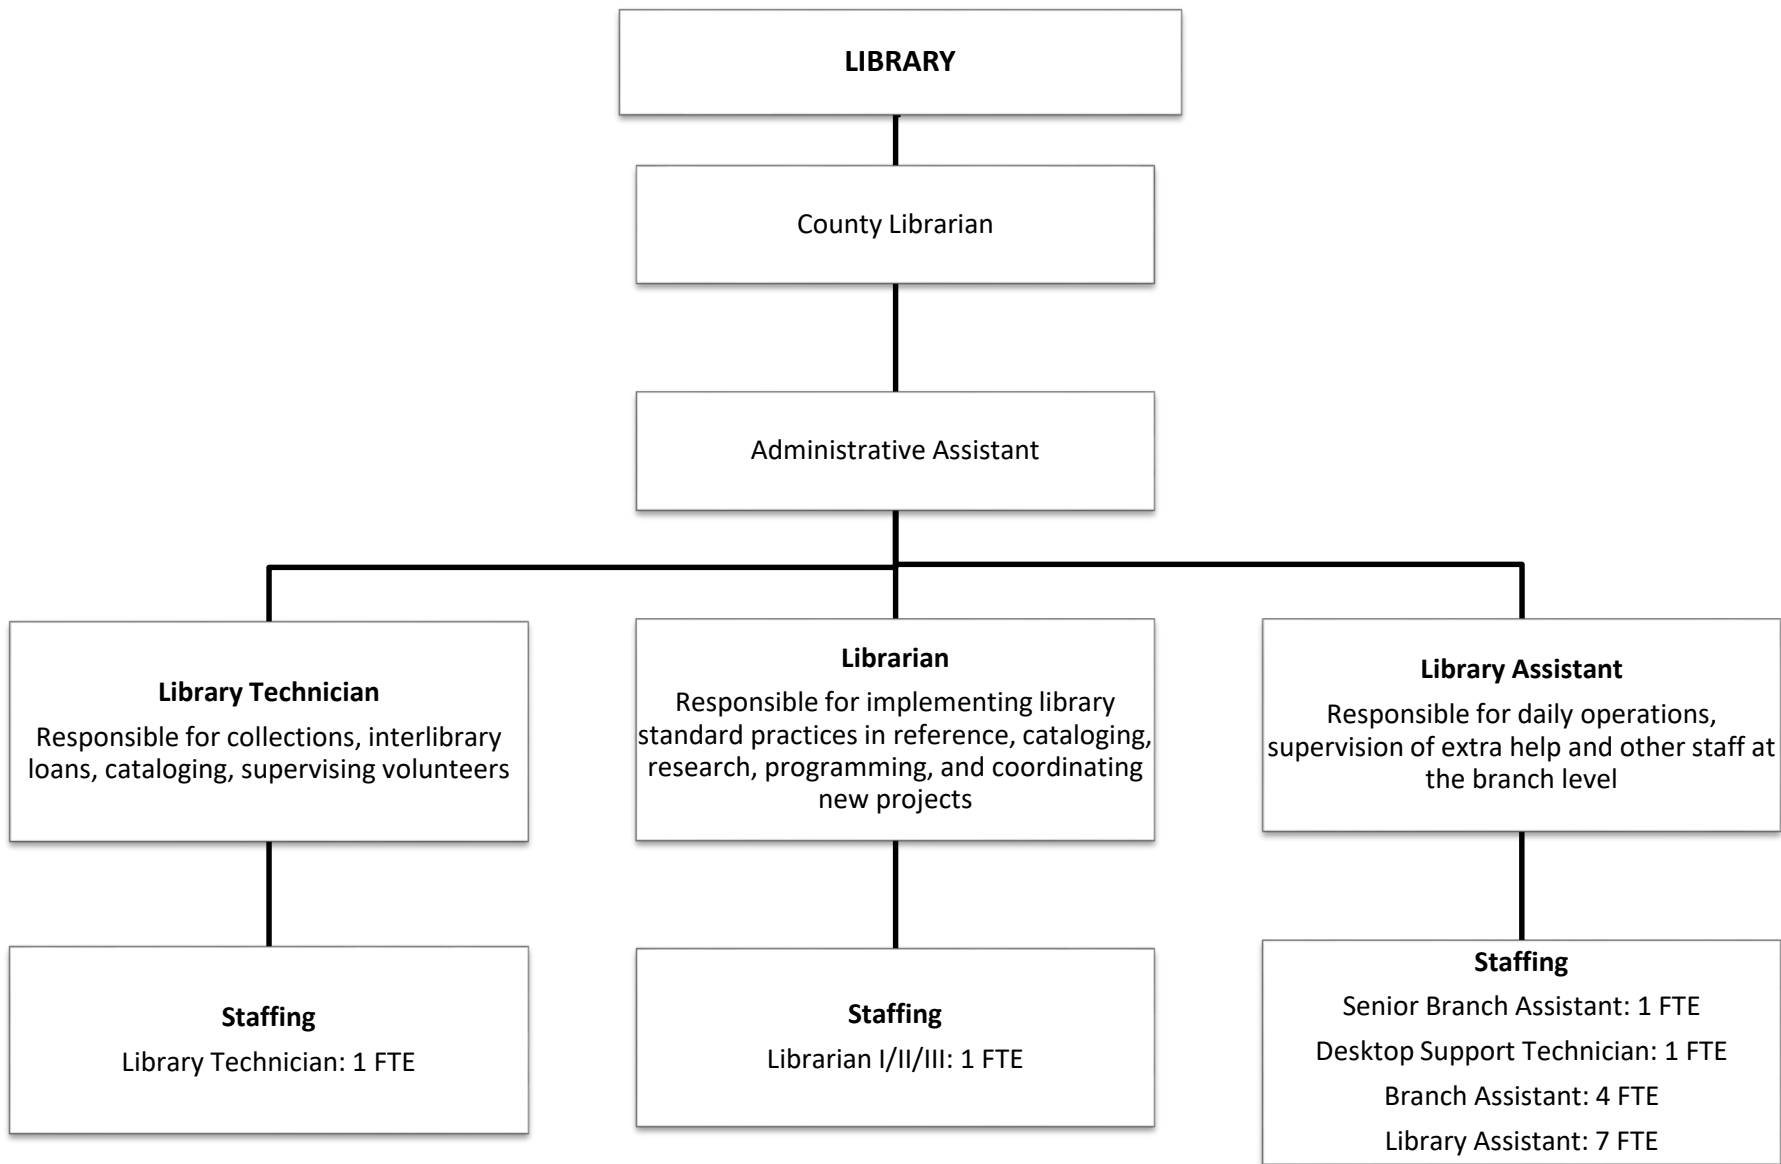 LIBRARY
County Librarian
Administrative Assistant
Library Technician
Responsible for collections, interlibrary
loans, cataloging, supervising volunteers
Librarian
Responsible for implementing library
standard practices in reference, cataloging,
research, programming, and coordinating
new projects
Library Assistant
Responsible for daily operations,
supervision of extra help and other staff at
the branch level
Staffing
Library Technician: 1 FTE
Staffing
Librarian I/II/III: 1 FTE
Staffing
Senior Branch Assistant: 1 FTE
Desktop Support Technician: 1 FTE
Branch Assistant: 4 FTE
Library Assistant: 7 FTE